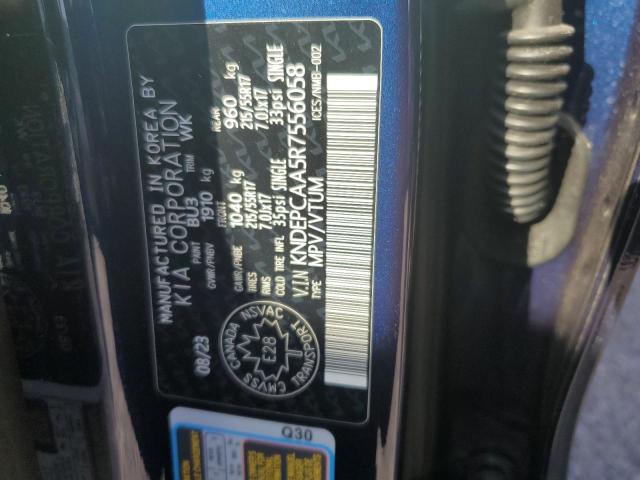 MANUFACTURED IN KOREA BY
KIA CORPORATION
08/23 PAINT BU3 TRIM WK
GVWR/PNBV 1910 kg
FRONT REAR
GAWR/PNBE 1040 kg 960 kg
TIRES 215/55R17 215/55R17
RIMS 7.0Jx17 7.0Jx17
COLD TIRE INFL 35psi SINGLE 33psi SINGLE
V.I.N KNDEPCAA5R7556058
TYPE MPV/VTUM ICES/NMB-002
CANADA NSVAC
E28
TRANSPORT
CMVSS
Q30